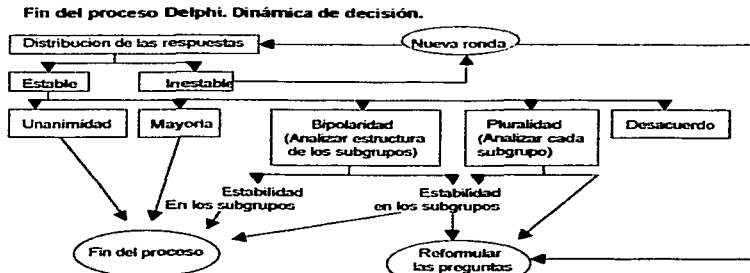 Fin del proceso Delphi. Dinámica de decisión.
Distribucion de las respuestas
Nueva ronda
Estable
Inestable
Unanimidad
Mayoria
Bipolaridad
(Analizar estructura
de los subgrupos)
Pluralidad
(Analizar cada
subgrupo)
Desacuerdo
Estabilidad
En los subgrupos
Estabilidad
en los subgrupos
Fin del proceso
Reformular
las preguntas